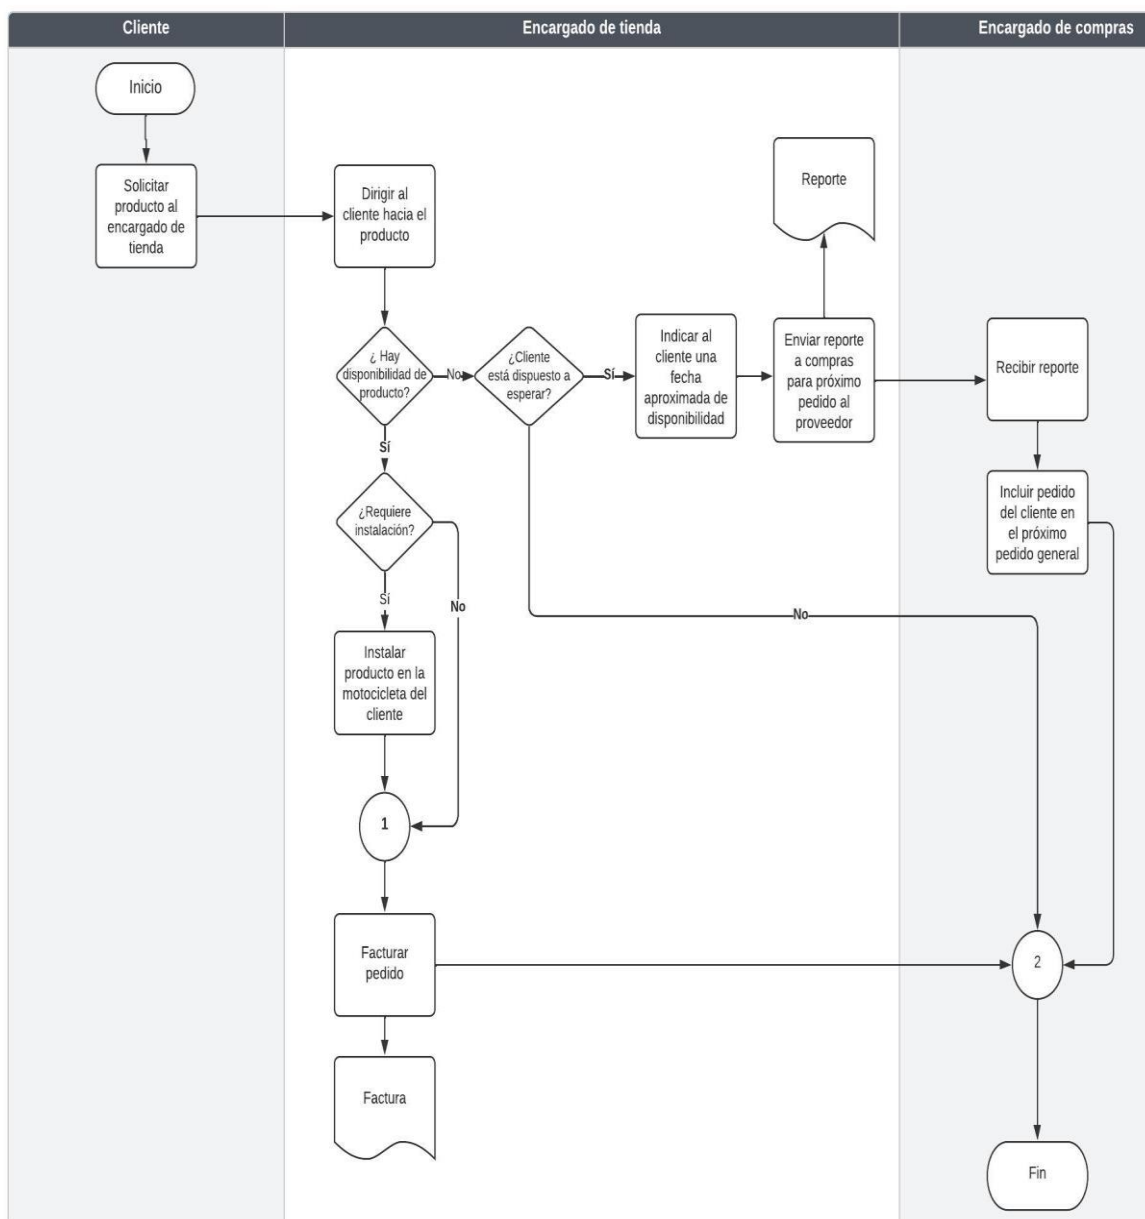 Cliente
Encargado de tienda
Encargado de compras
Inicio
Solicitar
producto al
encargado de
tienda
Dirigir al
cliente hacia el
producto
Reporte
¿ Hay
disponibilidad de
producto?
No
¿Cliente
está dispuesto a
esperar?
Sí
Indicar al
cliente una
fecha
aproximada de
disponibilidad
Enviar reporte
a compras
para próximo
pedido al
proveedor
Recibir reporte
Sí
¿Requiere
instalación?
Incluir pedido
del cliente en
el próximo
pedido general
Sí
No
No
Instalar
producto en la
motocicleta del
cliente
1
Facturar
pedido
2
Factura
Fin